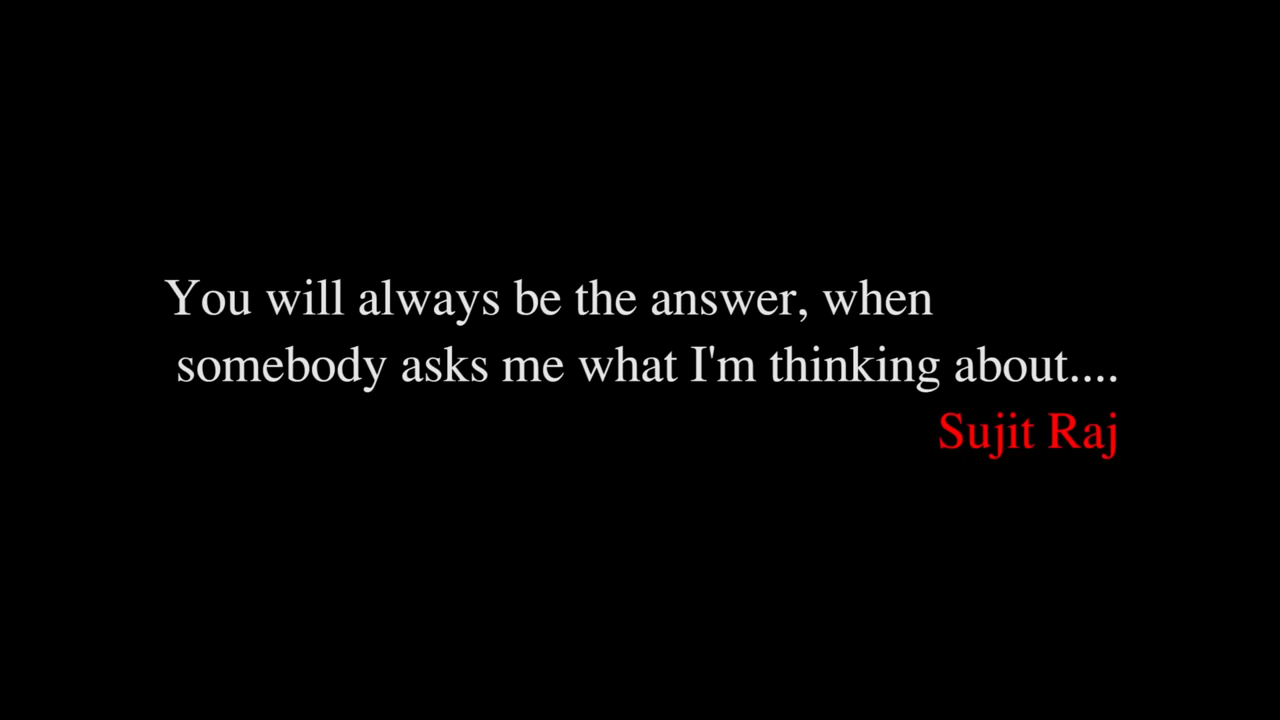 You will always be the answer, when
somebody asks me what I'm thinking about....
Sujit Raj